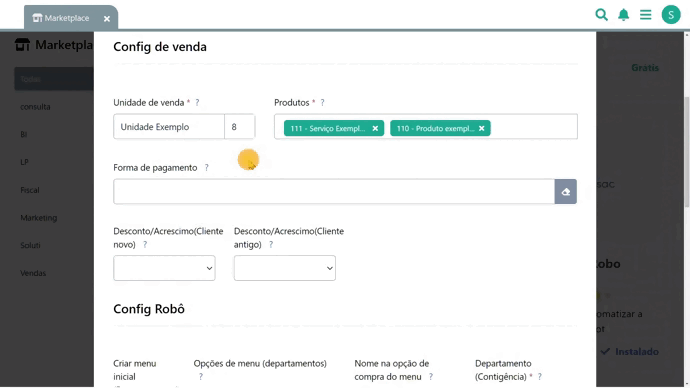 Marketplace
S
Marketpla
Config de venda
Gratis
Todos
consulta
BI
LP
Fiscal
Marketing
Soluti
Vendas
Unidade de venda * ?
Produtos * ?
Unidade Exemplo
8
111 - Serviço Exempl...
110 - Produto exempl...
Forma de pagamento ?
Desconto/Acrescimo(Cliente
novo) ?
Desconto/Acrescimo(Cliente
antigo) ?
Config Robô
Criar menu
inicial
Opções de menu (departamentos)
?
Nome na opção de
compra do menu ?
Departamento
(Contigência) * ?
omatizar a
Instalado